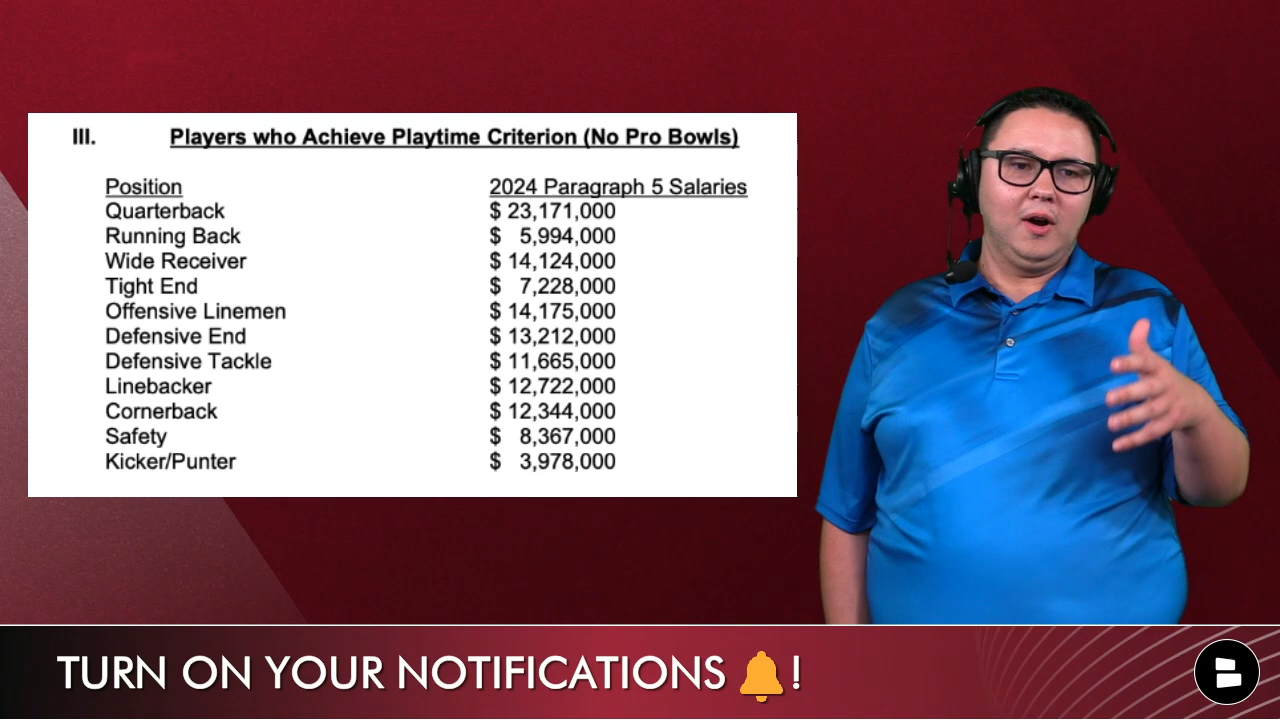 III. Players who Achieve Playtime Criterion (No Pro Bowls)
Position 2024 Paragraph 5 Salaries
Quarterback $ 23,171,000
Running Back $ 5,994,000
Wide Receiver $ 14,124,000
Tight End $ 7,228,000
Offensive Linemen $ 14,175,000
Defensive End $ 13,212,000
Defensive Tackle $ 11,665,000
Linebacker $ 12,722,000
Cornerback $ 12,344,000
Safety $ 8,367,000
Kicker/Punter $ 3,978,000
TURN ON YOUR NOTIFICATIONS 🔔!